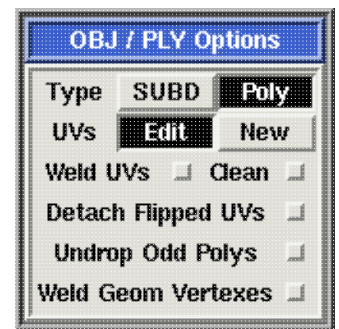 OBJ / PLY Options
Type SUBD Poly
UVs Edit New
Weld UVs Clean
Detach Flipped UVs
Undrop Odd Polys
Weld Geom Vertexes